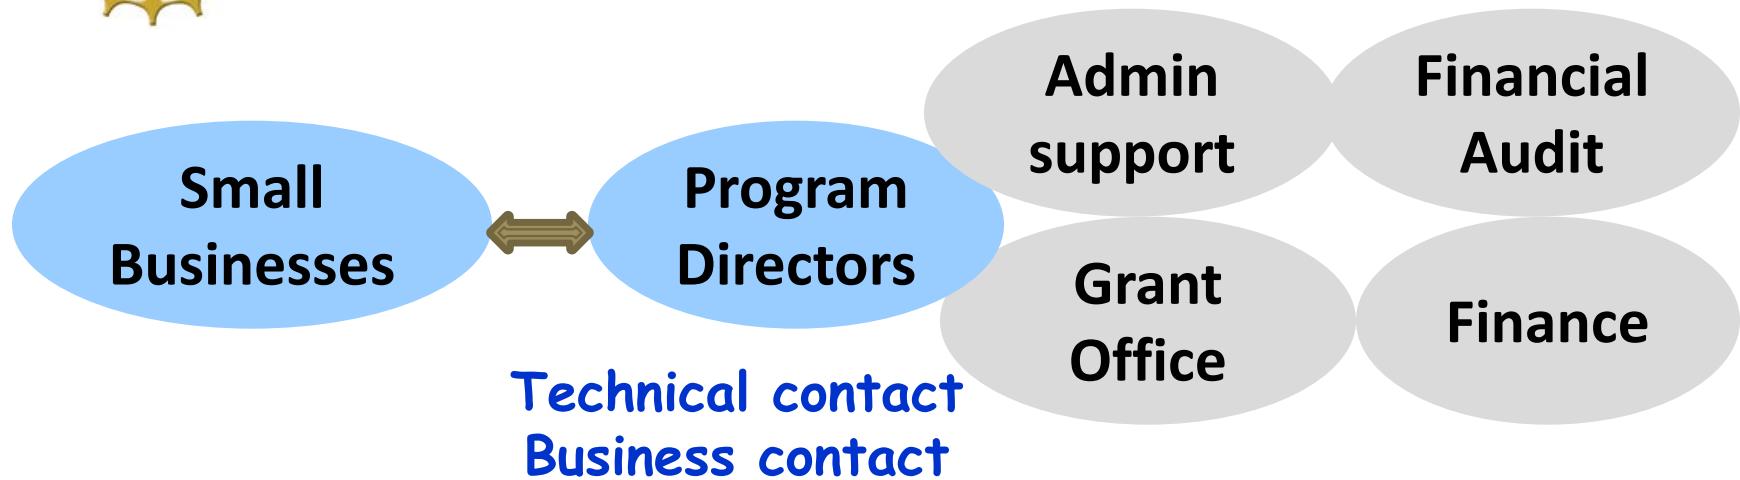 Small
Businesses
Program
Directors
Technical contact
Business contact
Admin
support
Financial
Audit
Grant
Office
Finance